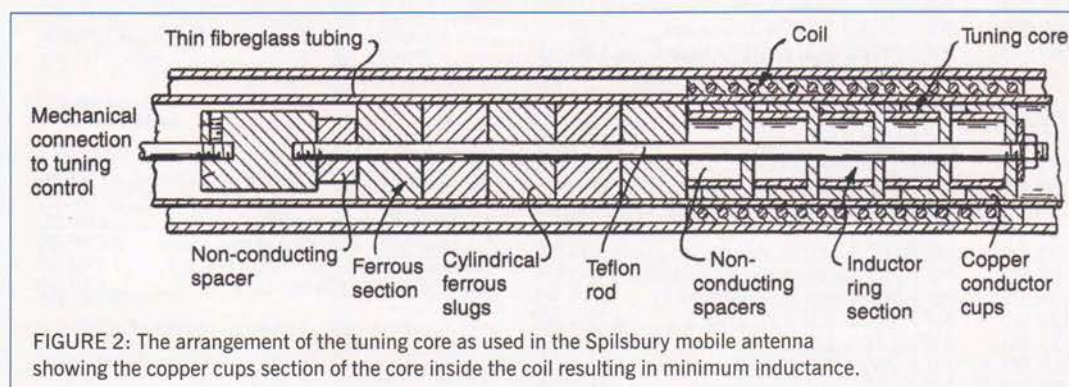 Thin fibreglass tubing
Coil
Tuning core
Mechanical
connection
to tuning
control
Non-conducting
spacer
Ferrous
section
Cylindrical
ferrous
slugs
Teflon
rod
Non-
conducting
spacers
Inductor
ring
section
Copper
conductor
cups
FIGURE 2: The arrangement of the tuning core as used in the Spilsbury mobile antenna
showing the copper cups section of the core inside the coil resulting in minimum inductance.